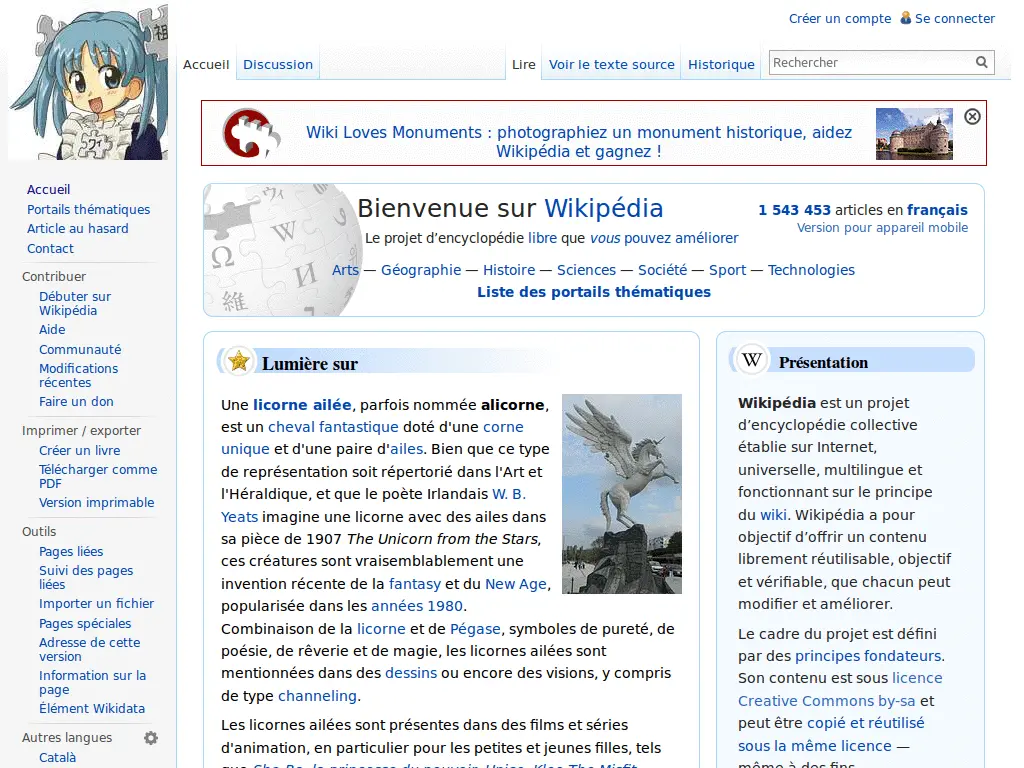 Créer un compte
Se connecter
Accueil
Discussion
Lire
Voir le texte source
Historique
Rechercher
Wiki Loves Monuments : photographiez un monument historique, aidez
Wikipédia et gagnez !
Accueil
Portails thématiques
Article au hasard
Contact
Contribuer
Débuter sur
Wikipédia
Aide
Communauté
Modifications
récentes
Faire un don
Imprimer / exporter
Créer un livre
Télécharger comme
PDF
Version imprimable
Outils
Pages liées
Suivi des pages
liées
Importer un fichier
Pages spéciales
Adresse de cette
version
Information sur la
page
Élément Wikidata
Autres langues
Català
Bienvenue sur Wikipédia
Le projet d’encyclopédie libre que vous pouvez améliorer
1 543 453 articles en français
Version pour appareil mobile
Arts — Géographie — Histoire — Sciences — Société — Sport — Technologies
Liste des portails thématiques
Lumière sur
Une licorne ailée, parfois nommée alicorne,
est un cheval fantastique doté d'une corne
unique et d'une paire d'ailes. Bien que ce type
de représentation soit répertorié dans l'Art et
l'Héraldique, et que le poète Irlandais W. B.
Yeats imagine une licorne avec des ailes dans
sa pièce de 1907 The Unicorn from the Stars,
ces créatures sont vraisemblablement une
invention récente de la fantasy et du New Age,
popularisée dans les années 1980.
Combinaison de la licorne et de Pégase, symboles de pureté, de
poésie, de rêverie et de magie, les licornes ailées sont
mentionnées dans des dessins ou encore des visions, y compris
de type channeling.
Les licornes ailées sont présentes dans des films et séries
d'animation, en particulier pour les petites et jeunes filles, tels
que She-Ra, la princesse du pouvoir, Unico, Kleo The Misfit
W
Présentation
Wikipédia est un projet
d’encyclopédie collective
établie sur Internet,
universelle, multilingue et
fonctionnant sur le principe
du wiki. Wikipédia a pour
objectif d’offrir un contenu
librement réutilisable, objectif
et vérifiable, que chacun peut
modifier et améliorer.
Le cadre du projet est défini
par des principes fondateurs.
Son contenu est sous licence
Creative Commons by-sa et
peut être copié et réutilisé
sous la même licence —
même à des fins